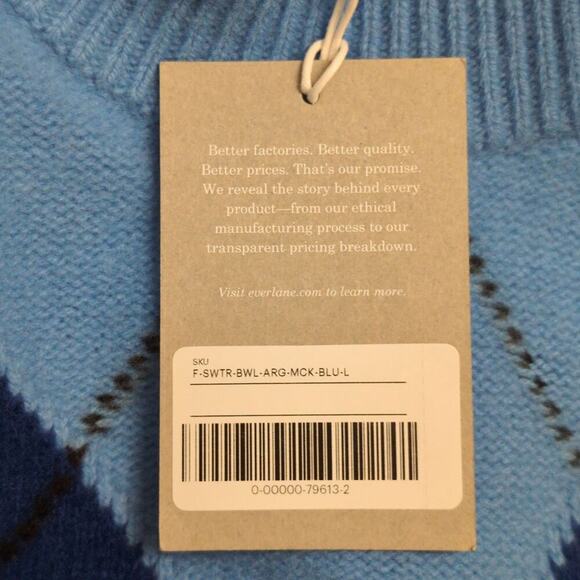 Better factories. Better quality.
Better prices. That's our promise.
We reveal the story behind every
product—from our ethical
manufacturing process to our
transparent pricing breakdown.
Visit everlane.com to learn more.
SKU
F-SWTR-BWL-ARG-MCK-BLU-L
0-00000-79613-2